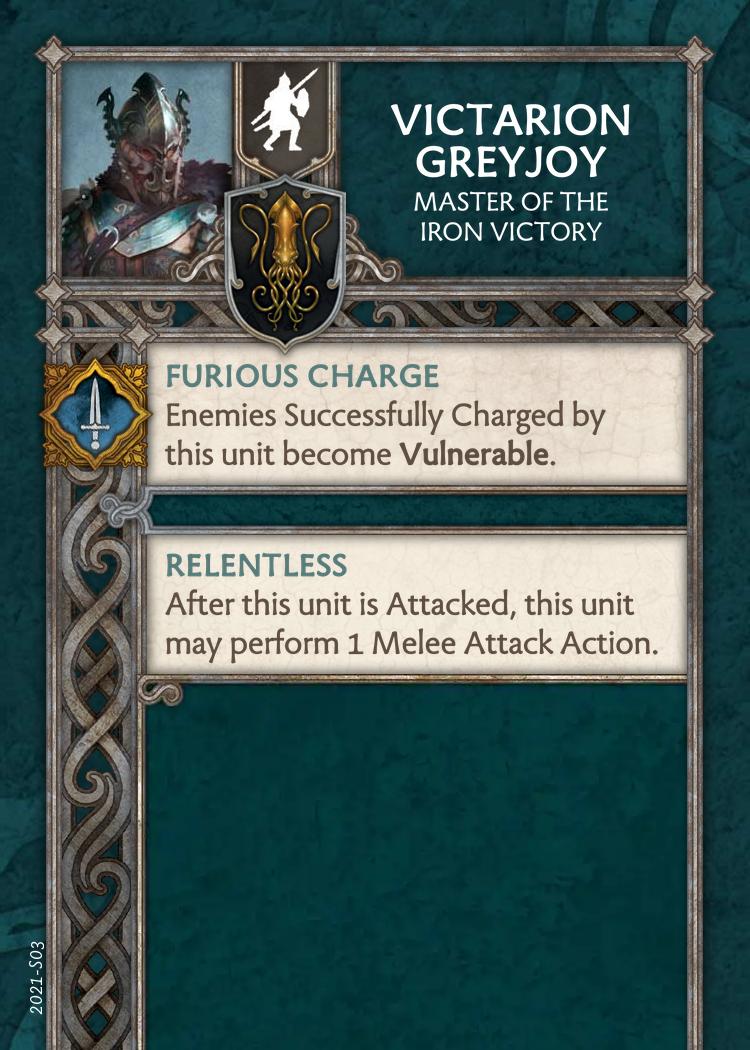 VICTARION
GREYJOY
MASTER OF THE
IRON VICTORY
FURIOUS CHARGE
Enemies Successfully Charged by
this unit become Vulnerable.
RELENTLESS
After this unit is Attacked, this unit
may perform 1 Melee Attack Action.
2021-S03